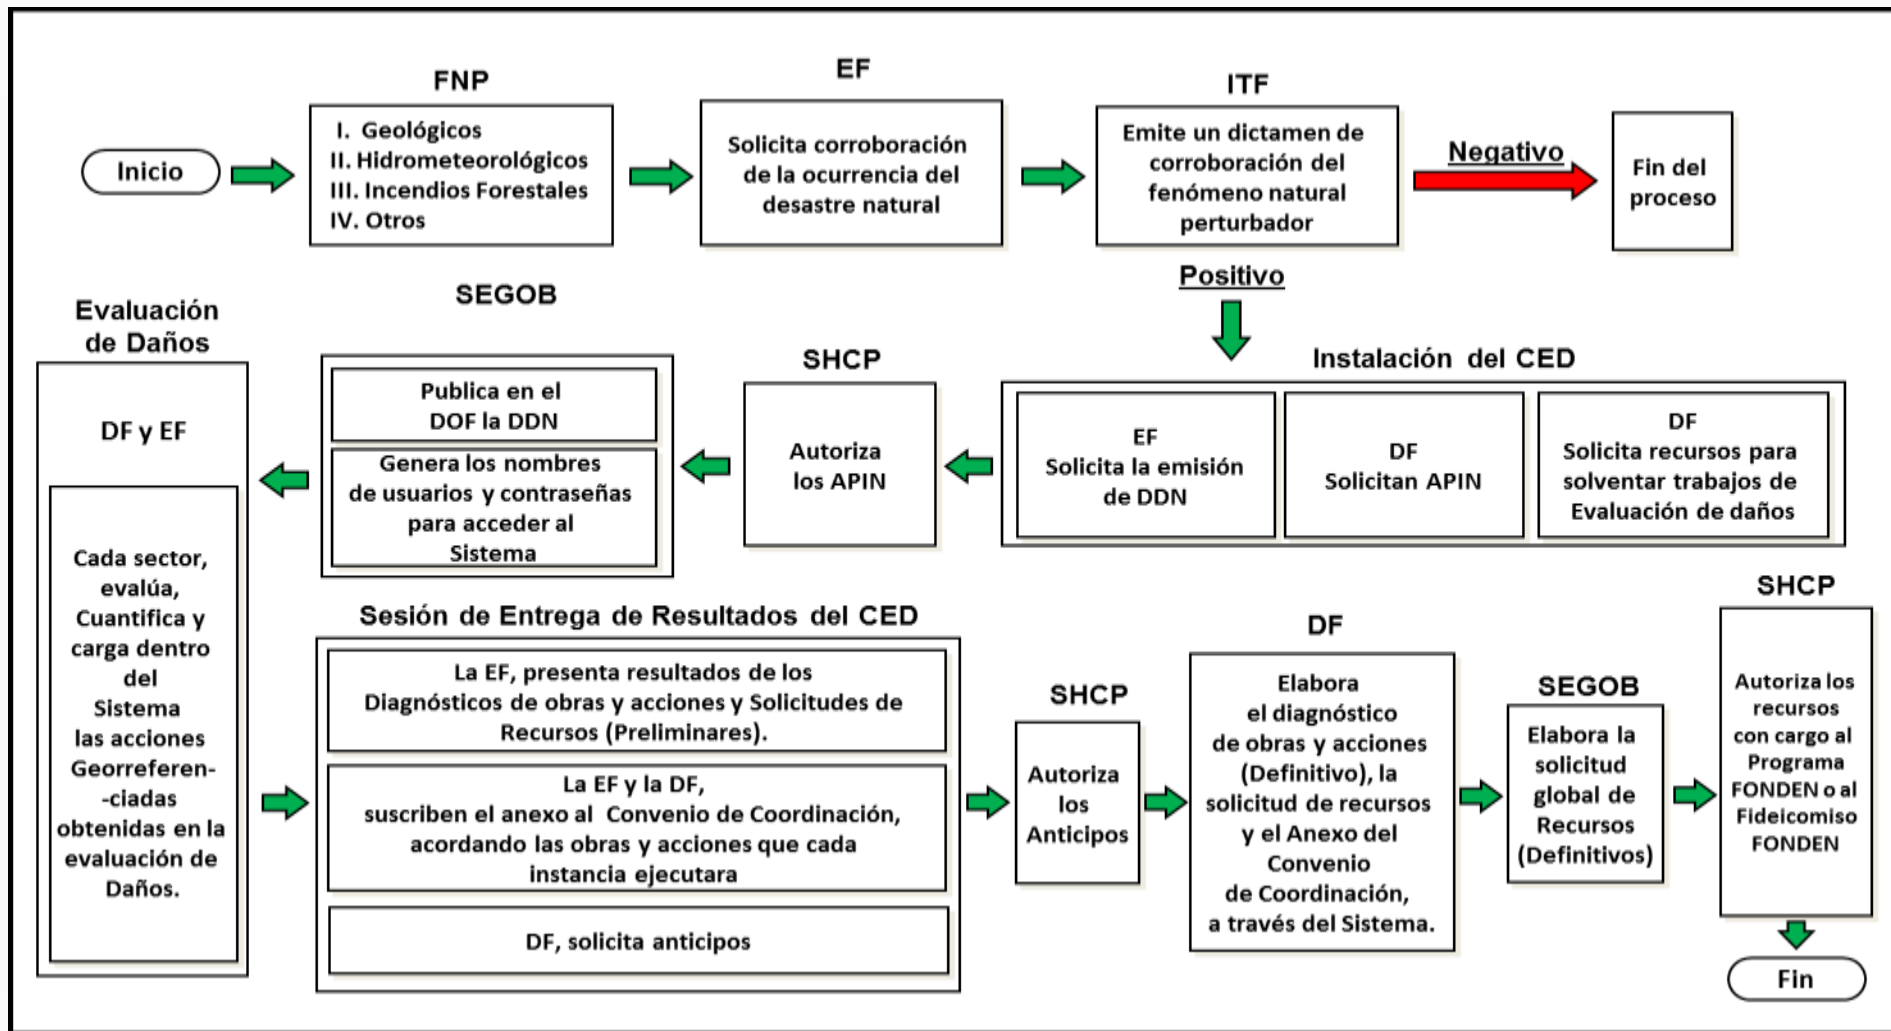 FNP
EF
ITF
Inicio
I. Geológicos
II. Hidrometeorológicos
III. Incendios Forestales
IV. Otros
Solicita corroboración
de la ocurrencia del
desastre natural
Emite un dictamen de
corroboración del
fenómeno natural
perturbador
Negativo
Fin del
proceso
Positivo
Instalación del CED
EF
Solicita la emisión
de DDN
DF
Solicitan APIN
DF
Solicita recursos para
solventar trabajos de
Evaluación de daños
SHCP
Autoriza
los APIN
SEGOB
Publica en el
DOF la DDN
Genera los nombres
de usuarios y contraseñas
para acceder al
Sistema
Evaluación
de Daños
DF y EF
Cada sector,
evalúa,
Cuantifica y
carga dentro
del
Sistema
las acciones
Georreferen-
-ciadas
obtenidas en la
evaluación de
Daños.
Sesión de Entrega de Resultados del CED
La EF, presenta resultados de los
Diagnósticos de obras y acciones y Solicitudes de
Recursos (Preliminares).
La EF y la DF,
suscriben el anexo al Convenio de Coordinación,
acordando las obras y acciones que cada
instancia ejecutara
DF, solicita anticipos
SHCP
Autoriza
los
Anticipos
DF
Elabora
el diagnóstico
de obras y acciones
(Definitivo), la
solicitud de recursos
y el Anexo del
Convenio
de Coordinación,
a través del Sistema.
SEGOB
Elabora la
solicitud
global de
Recursos
(Definitivos)
SHCP
Autoriza los
recursos
con cargo al
Programa
FONDEN o al
Fideicomiso
FONDEN
Fin